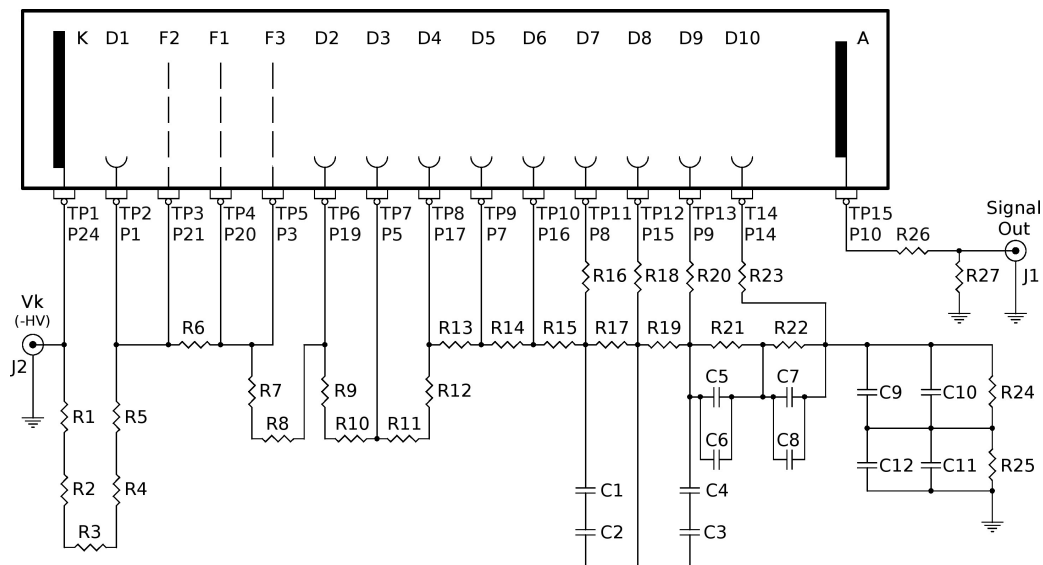 K D1 F2 F1 F3 D2 D3 D4 D5 D6 D7 D8 D9 D10 A
TP1 TP2 TP3 TP4 TP5 TP6 TP7 TP8 TP9 TP10 TP11 TP12 TP13 T14 TP15
P24 P1 P21 P20 P3 P19 P5 P17 P7 P16 P8 P15 P9 P14 P10
Signal
Out
R26
R16 R18 R20 R23 R27 J1
Vk
(-HV)
J2
R6 R13 R14 R15 R17 R19 R21 R22
C5 C7
R7 R9 R12 C9 C10 R24
R1 R5 R8 R10 R11
C6 C8
C12 C11 R25
R2 R4 C1 C4
R3 C2 C3